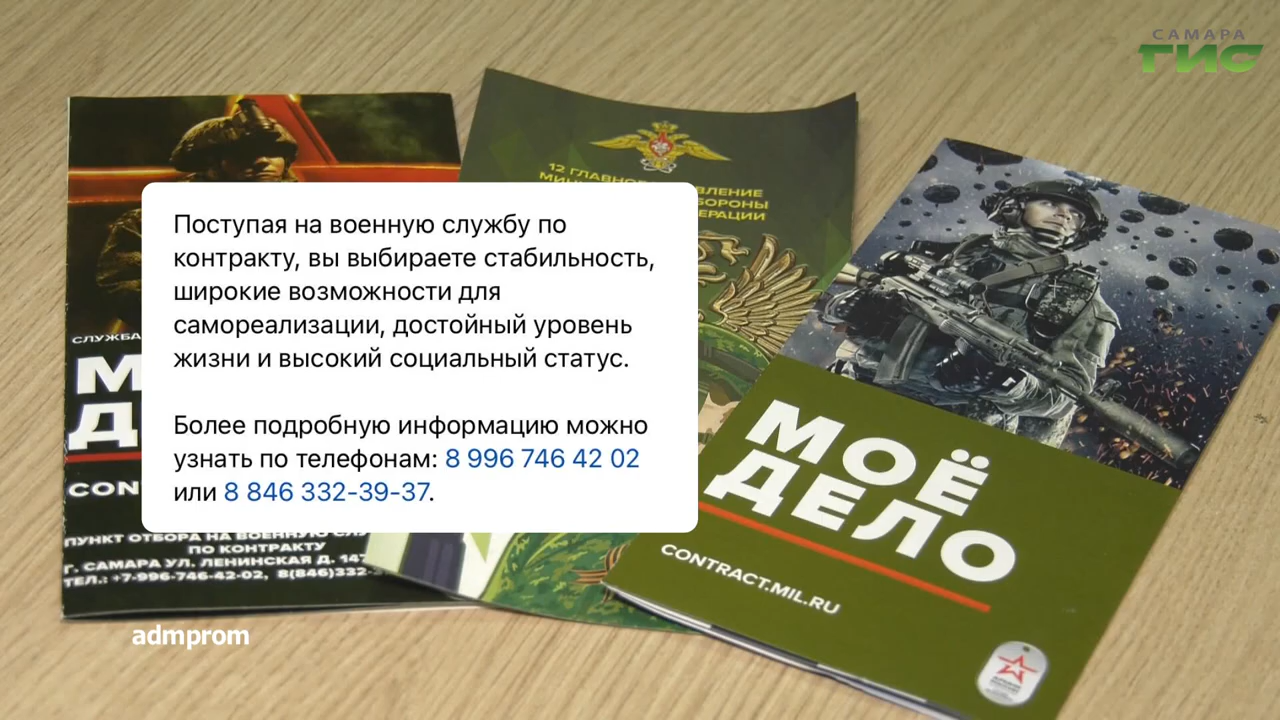 САМАРА
ГИС
12 ГЛАВНОЕ
Поступая на военную службу по
контракту, вы выбираете стабильность,
широкие возможности для
самореализации, достойный уровень
жизни и высокий социальный статус.
Более подробную информацию можно
узнать по телефонам: 8 996 746 42 02
или 8 846 332-39-37.
СЛУЖБА
ПУНКТ ОТБОРА НА ВОЕННУЮ
ПО КОНТРАКТУ
Г. САМАРА УЛ. ЛЕНИНСКАЯ Д. 147
ТЕЛ.: +7-996-746-42-02, 8(846)332-
МОЁ
ДЕЛО
CONTRACT.MIL.RU
admprom